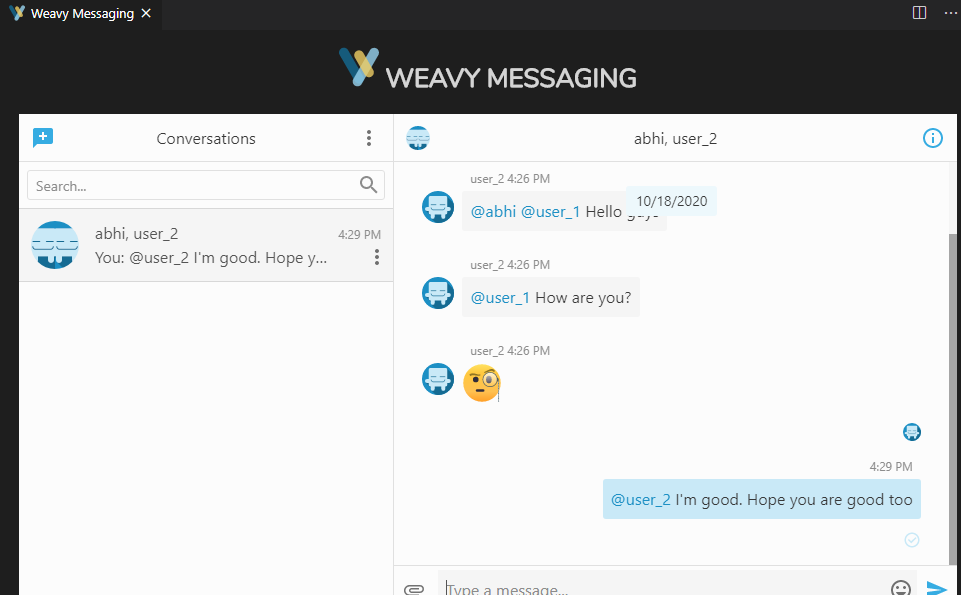 Weavy Messaging
WEAVY MESSAGING
Conversations
Search...
abhi, user_2
4:29 PM
You: @user_2 I'm good. Hope y...
abhi, user_2
user_2 4:26 PM
10/18/2020
@abhi @user_1 Hello guys
user_2 4:26 PM
@user_1 How are you?
user_2 4:26 PM
4:29 PM
@user_2 I'm good. Hope you are good too
Type a message...